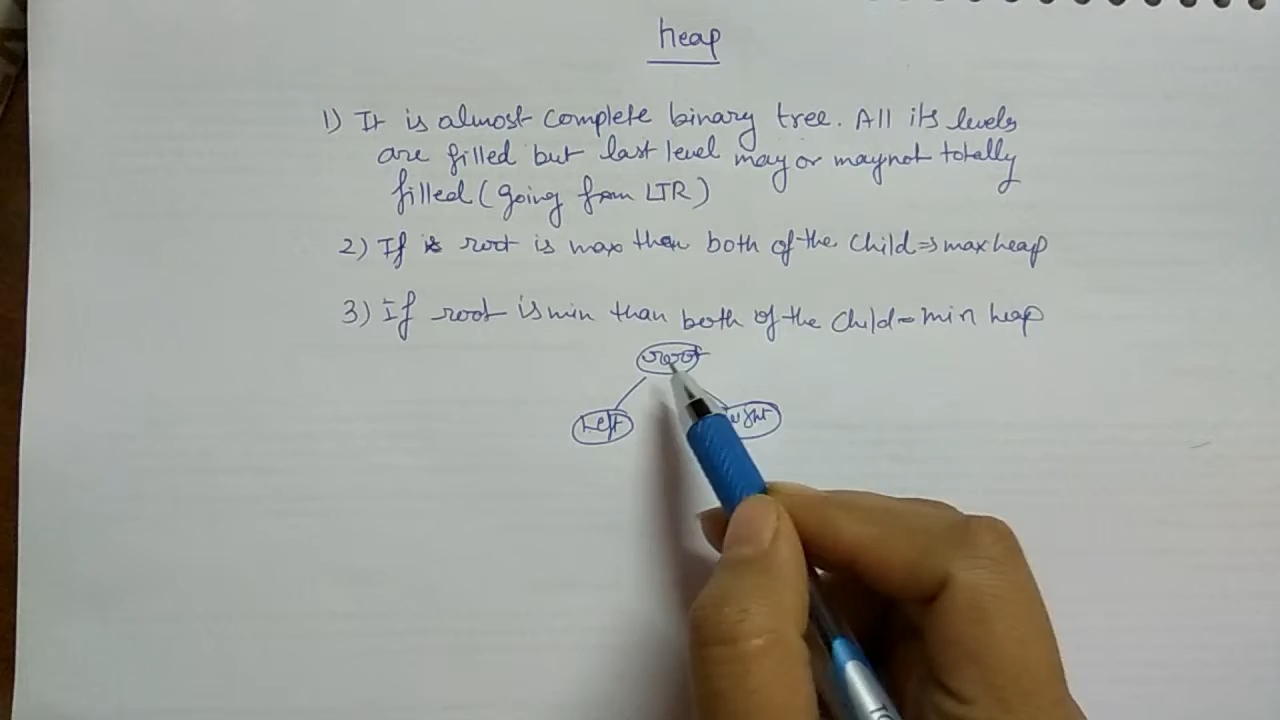 heap
1) It is almost complete binary tree. All its levels
are filled but last level may or maynot totally
filled (going from LTR)
2) If root is max than both of the child => max heap
3) If root is min than both of the child = min heap
root
Left